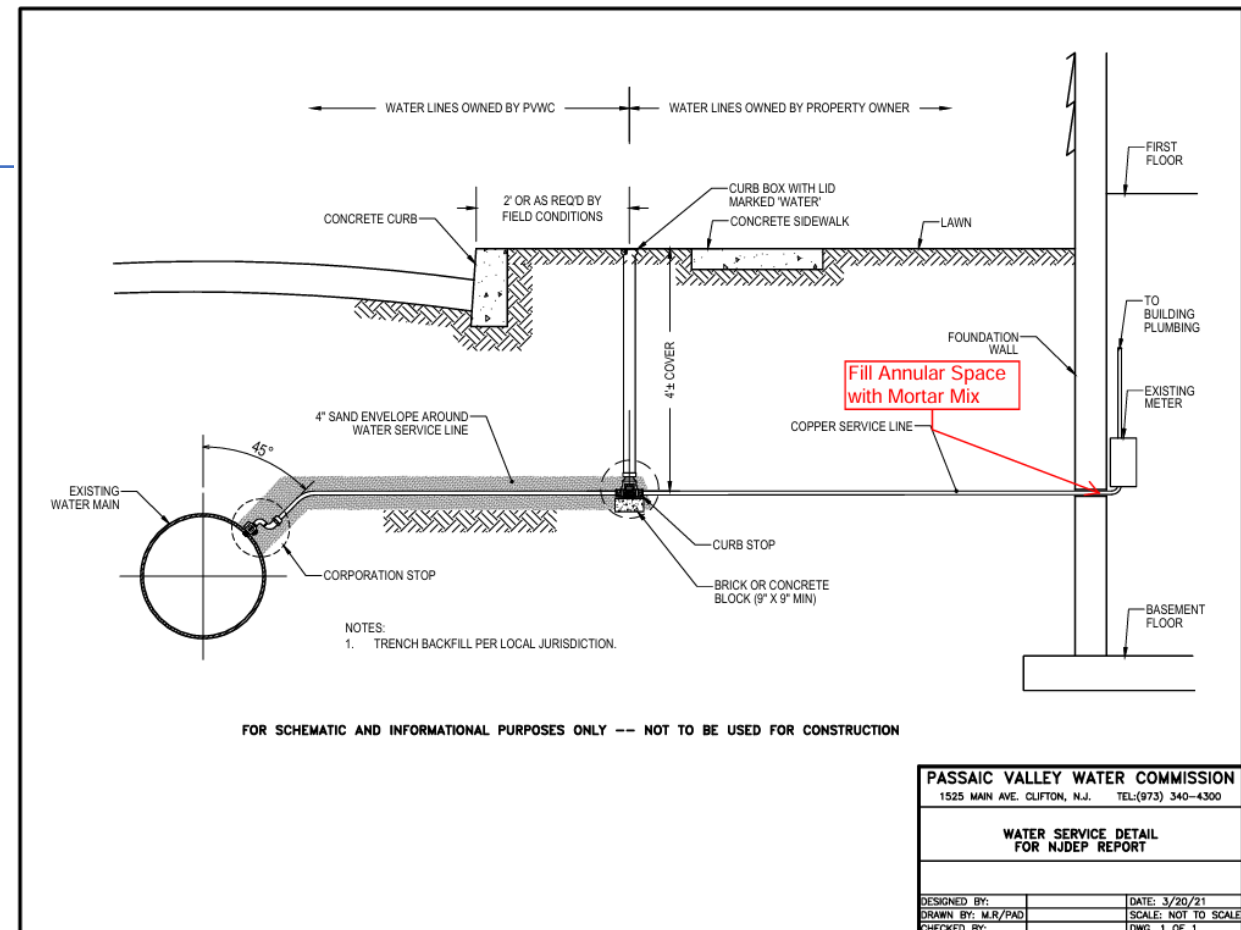 WATER LINES OWNED BY PVWC
WATER LINES OWNED BY PROPERTY OWNER
FIRST
FLOOR
2' OR AS REQ'D BY
FIELD CONDITIONS
CURB BOX WITH LID
MARKED 'WATER'
CONCRETE CURB
CONCRETE SIDEWALK
LAWN
TO
BUILDING
PLUMBING
FOUNDATION
WALL
4'± COVER
Fill Annular Space
with Mortar Mix
EXISTING
METER
4" SAND ENVELOPE AROUND
WATER SERVICE LINE
COPPER SERVICE LINE
45°
EXISTING
WATER MAIN
CURB STOP
CORPORATION STOP
BRICK OR CONCRETE
BLOCK (9" X 9" MIN)
BASEMENT
FLOOR
NOTES:
1. TRENCH BACKFILL PER LOCAL JURISDICTION.
FOR SCHEMATIC AND INFORMATIONAL PURPOSES ONLY -- NOT TO BE USED FOR CONSTRUCTION
PASSAIC VALLEY WATER COMMISSION
1525 MAIN AVE. CLIFTON, N.J. TEL:(973) 340-4300
WATER SERVICE DETAIL
FOR NJDEP REPORT
DESIGNED BY: DATE: 3/20/21
DRAWN BY: M.R/PAD SCALE: NOT TO SCALE
CHECKED BY: DWG. 1 OF 1